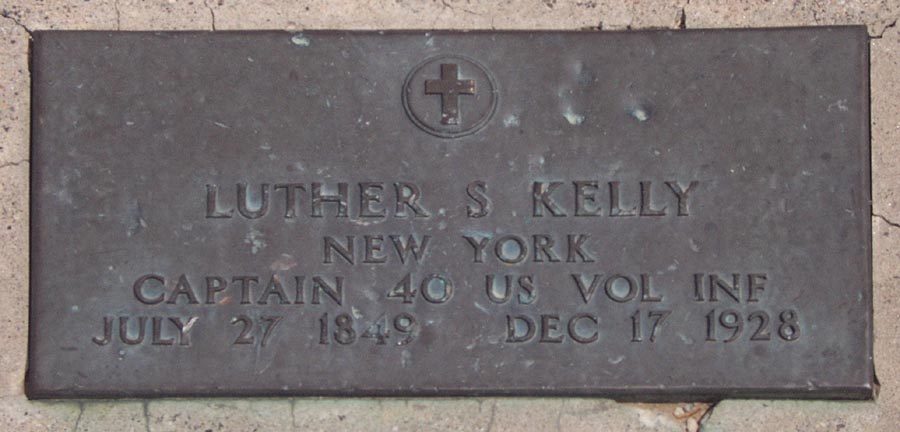 LUTHER S KELLY
NEW YORK
CAPTAIN 40 US VOL INF
JULY 27 1849 DEC 17 1928